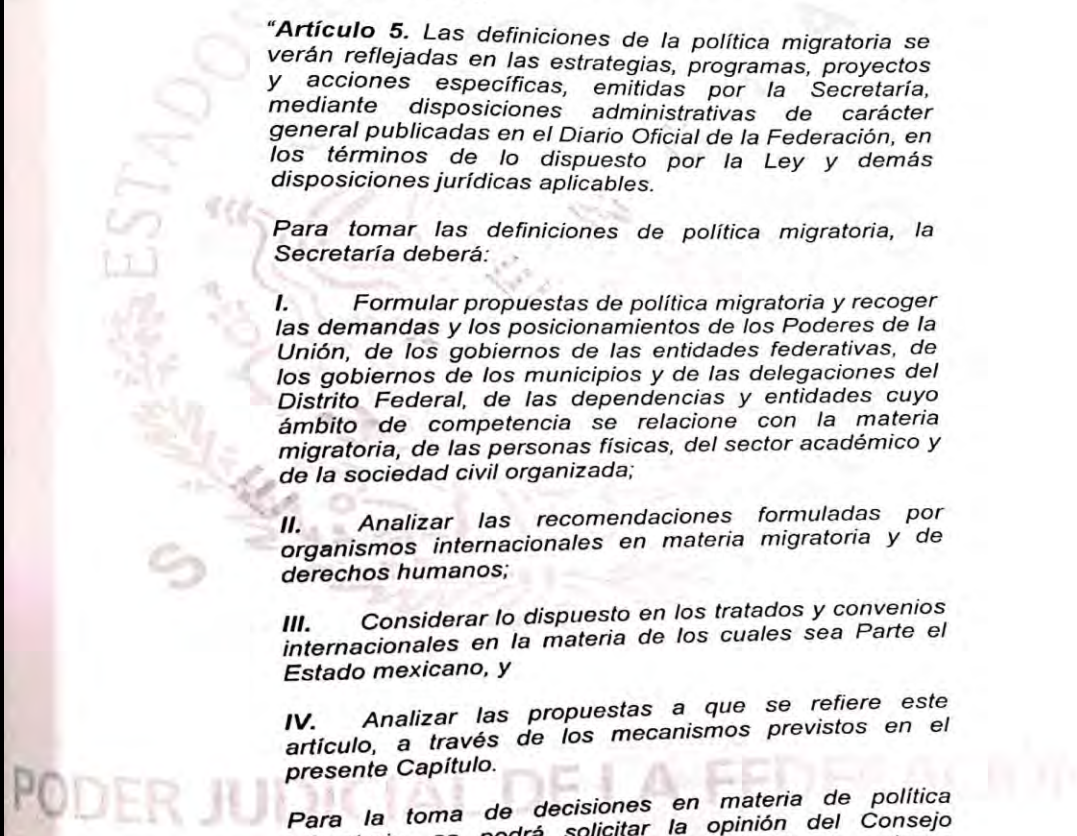 "Artículo 5. Las definiciones de la política migratoria se
verán reflejadas en las estrategias, programas, proyectos
y acciones específicas, emitidas por la Secretaría,
mediante disposiciones administrativas de carácter
general publicadas en el Diario Oficial de la Federación, en
los términos de lo dispuesto por la Ley y demás
disposiciones jurídicas aplicables.
Para tomar las definiciones de política migratoria, la
Secretaría deberá:
I. Formular propuestas de política migratoria y recoger
las demandas y los posicionamientos de los Poderes de la
Unión, de los gobiernos de las entidades federativas, de
los gobiernos de los municipios y de las delegaciones del
Distrito Federal, de las dependencias y entidades cuyo
ámbito de competencia se relacione con la materia
migratoria, de las personas físicas, del sector académico y
de la sociedad civil organizada;
II. Analizar las recomendaciones formuladas por
organismos internacionales en materia migratoria y de
derechos humanos;
III. Considerar lo dispuesto en los tratados y convenios
internacionales en la materia de los cuales sea Parte el
Estado mexicano, y
IV. Analizar las propuestas a que se refiere este
artículo, a través de los mecanismos previstos en el
presente Capítulo.
PODER JUDICIAL DE LA FEDERACIÓN
Para la toma de decisiones en materia de política
podrá solicitar la opinión del Consejo
ESTADO
S